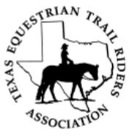 TEXAS EQUESTRIAN TRAIL RIDERS
ASSOCIATION